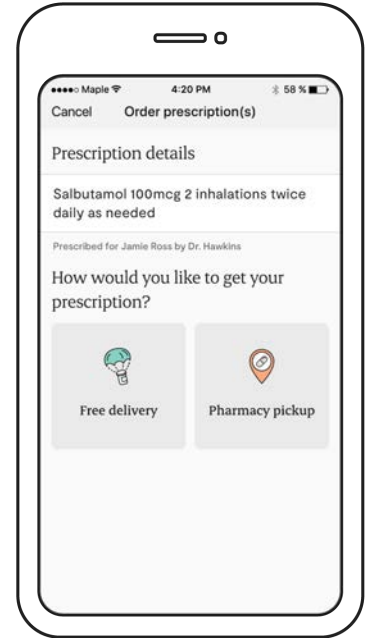 Maple 4:20 PM 58 %
Cancel Order prescription(s)
Prescription details
Salbutamol 100mcg 2 inhalations twice
daily as needed
Prescribed for Jamie Ross by Dr. Hawkins
How would you like to get your
prescription?
Free delivery Pharmacy pickup